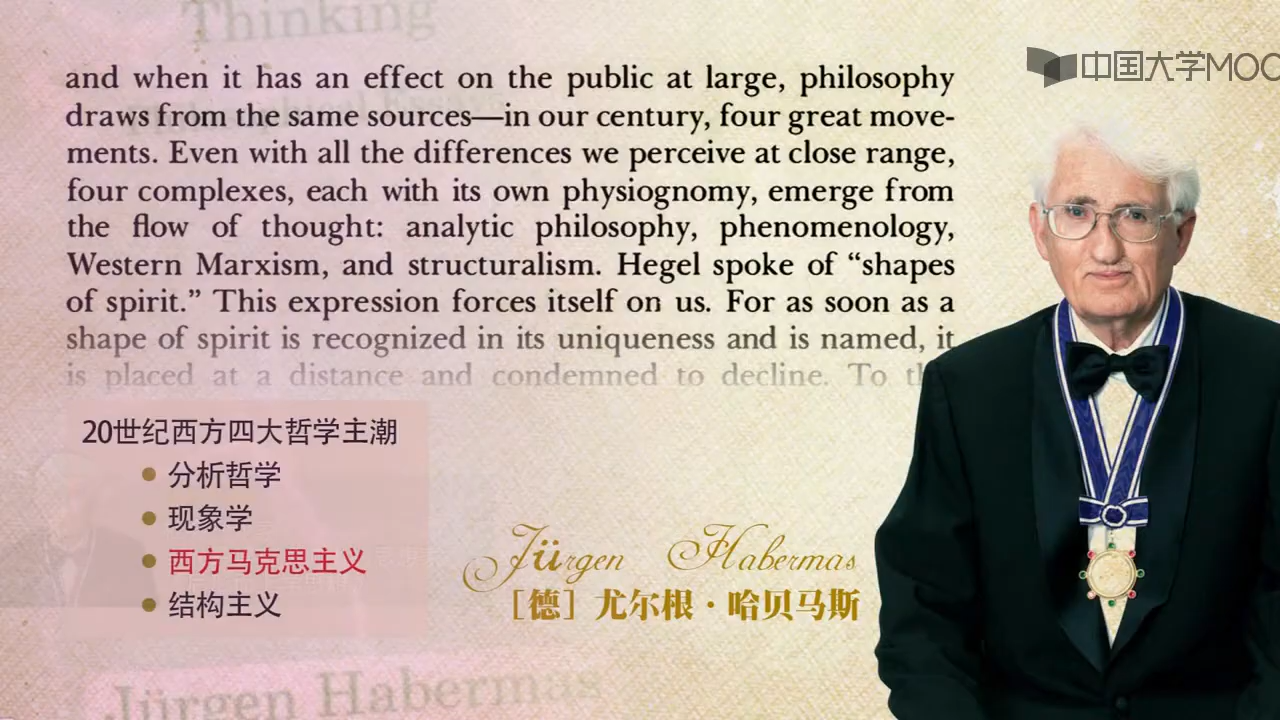 Thinking
中国大学MOO
and when it has an effect on the public at large, philosophy
draws from the same sources—in our century, four great move-
ments. Even with all the differences we perceive at close range,
four complexes, each with its own physiognomy, emerge from
the flow of thought: analytic philosophy, phenomenology,
Western Marxism, and structuralism. Hegel spoke of “shapes
of spirit.” This expression forces itself on us. For as soon as a
shape of spirit is recognized in its uniqueness and is named, it
is placed at a distance and condemned to decline. To
20世纪西方四大哲学主潮
● 分析哲学
● 现象学
● 西方马克思主义
● 结构主义
Jürgen Habermas
［德］尤尔根·哈贝马斯
Jürgen Habermas